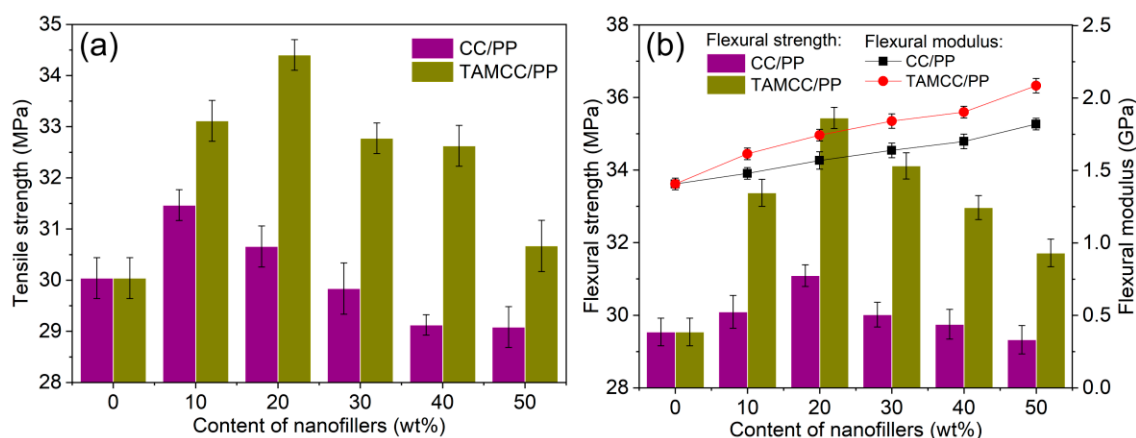 (a)
CC/PP
TAMCC/PP
35
34
33
32
31
30
29
28
Tensile strength (MPa)
0 10 20 30 40 50
Content of nanofillers (wt%)
(b)
Flexural strength: Flexural modulus:
CC/PP CC/PP
TAMCC/PP TAMCC/PP
38
36
34
32
30
28
Flexural strength (MPa)
2.5
2.0
1.5
1.0
0.5
0.0
Flexural modulus (GPa)
0 10 20 30 40 50
Content of nanofillers (wt%)